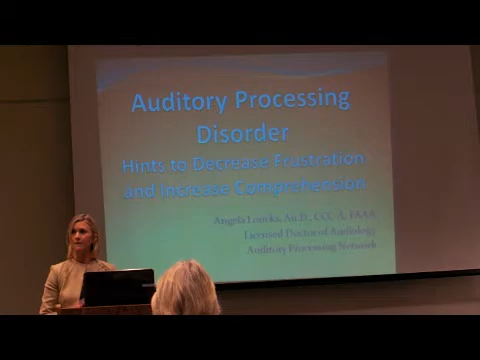 Auditory Processing
Disorder
Hints to Decrease Frustration
and Increase Comprehension
Angela Loucks, Au.D., CCC-A, FAAA
Licensed Doctor of Audiology
Auditory Processing Network